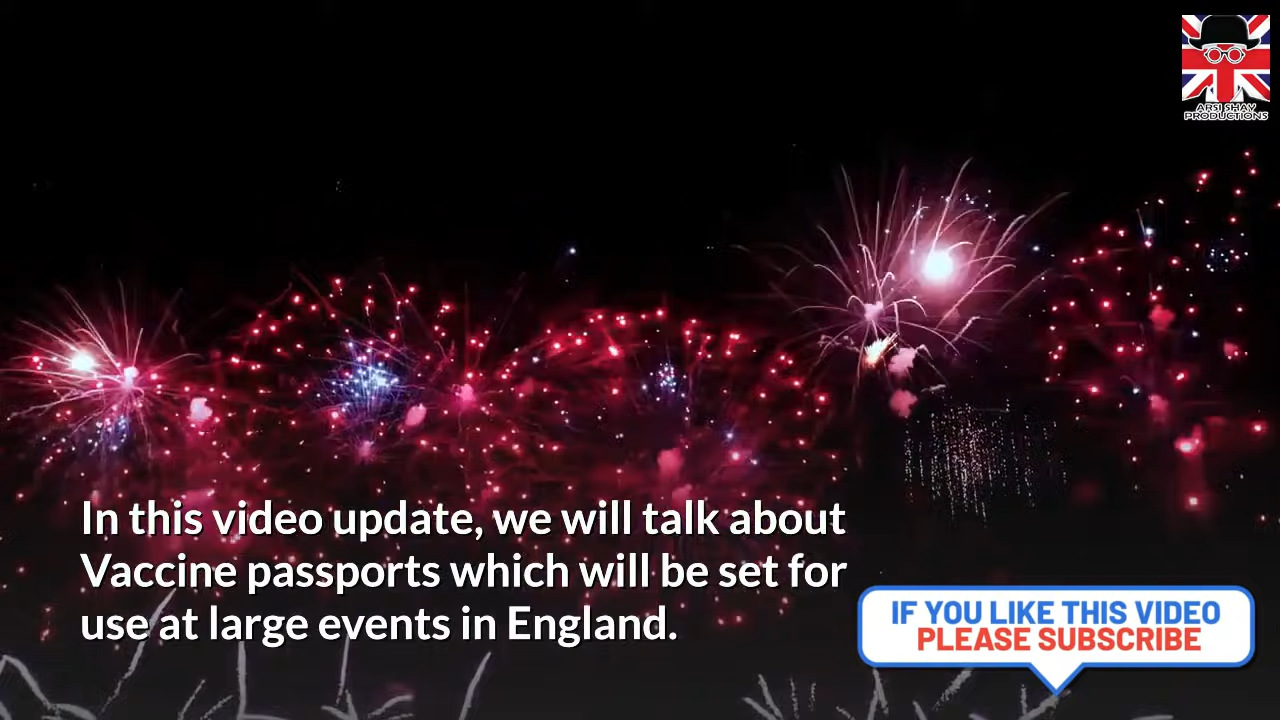 ARSI SHAY
PRODUCTIONS
In this video update, we will talk about
Vaccine passports which will be set for
use at large events in England.
IF YOU LIKE THIS VIDEO
PLEASE SUBSCRIBE